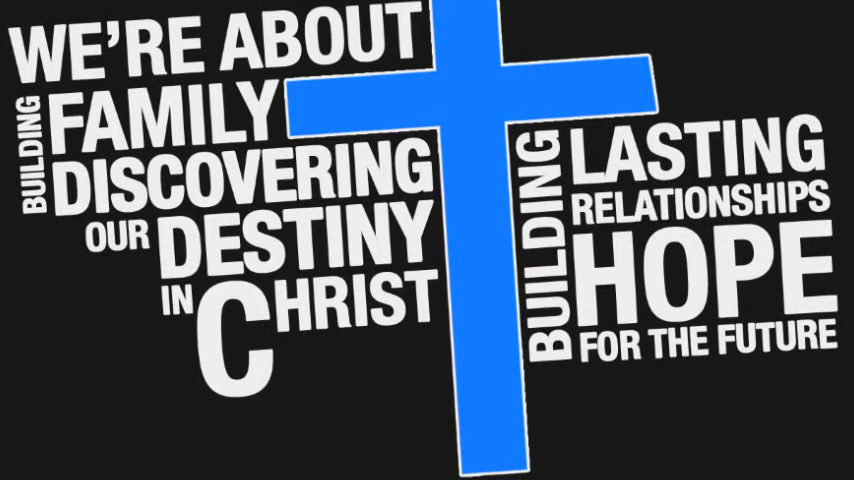 WE'RE ABOUT
BUILDING
FAMILY
DISCOVERING
OUR DESTINY
IN CHRIST
BUILDING
LASTING
RELATIONSHIPS
HOPE
FOR THE FUTURE